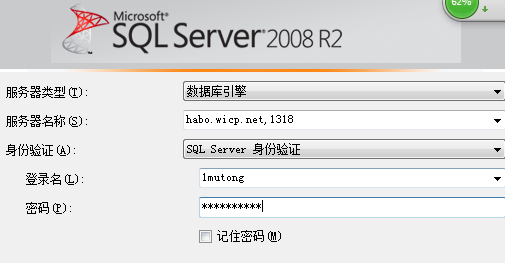 62%
Microsoft®
SQL Server® 2008 R2
服务器类型(T): 数据库引擎
服务器名称(S): habo.wicp.net,1318
身份验证(A): SQL Server 身份验证
登录名(L): lmutong
密码(P): **********
记住密码(M)